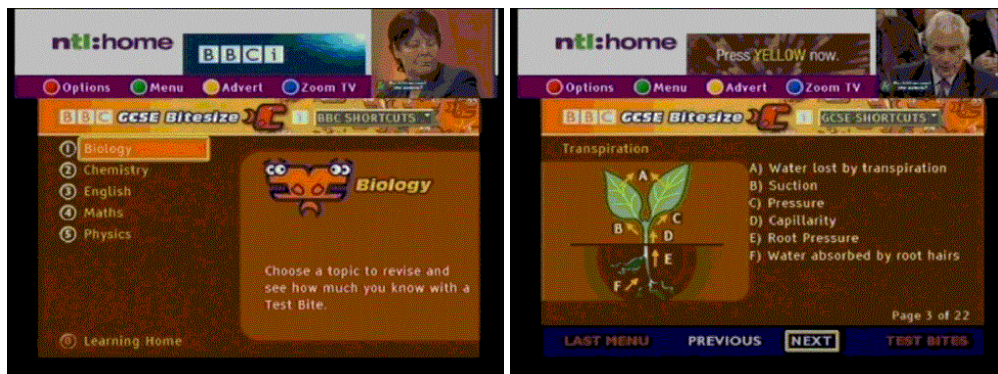 ntl:home
BBCi
Options Menu Advert Zoom TV
BBC GCSE Bitesize i BBC SHORTCUTS
1 Biology
2 Chemistry
3 English
4 Maths
5 Physics
Biology
Choose a topic to revise and
see how much you know with a
Test Bite.
0 Learning Home
ntl:home
Press YELLOW now.
Options Menu Advert Zoom TV
BBC GCSE Bitesize i GCSE SHORTCUTS
Transpiration
A
B
C
D
E
F
A) Water lost by transpiration
B) Suction
C) Pressure
D) Capillarity
E) Root Pressure
F) Water absorbed by root hairs
Page 3 of 22
LAST MENU PREVIOUS NEXT TEST BITES